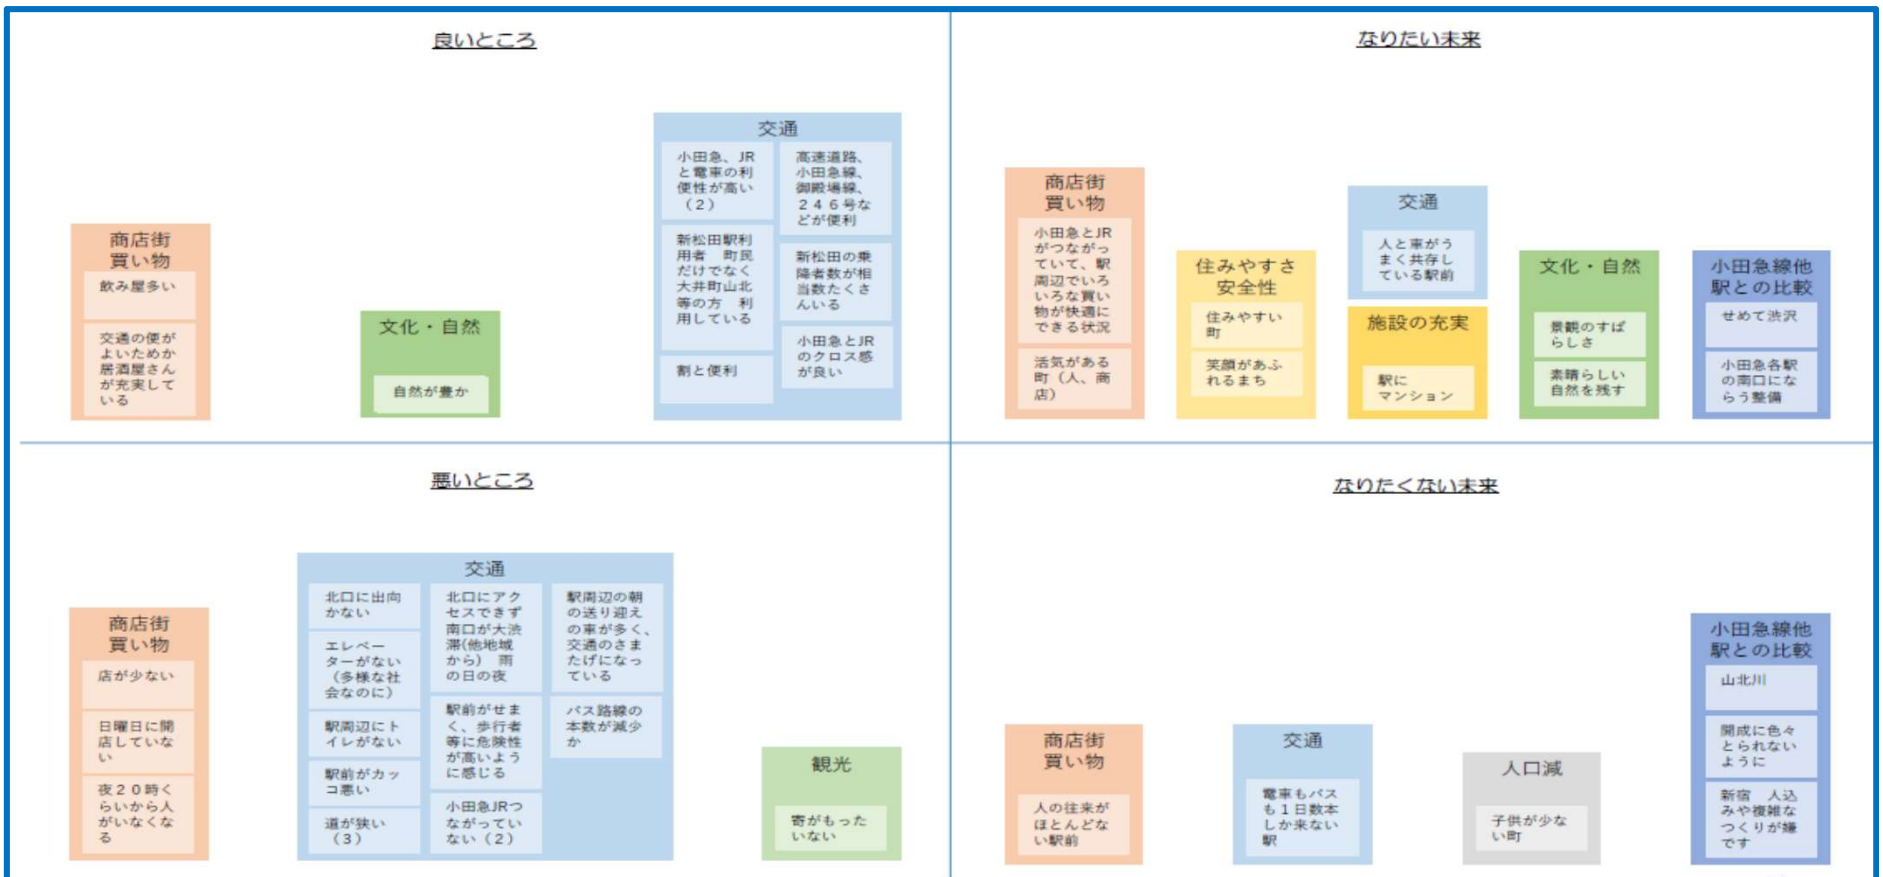 良いところ
商店街
買い物
飲み屋多い
交通の便が
よいためか
居酒屋さん
が充実して
いる
文化・自然
自然が豊か
交通
小田急、JR
と電車の利
便性が高い
（2）
新松田駅利
用者　町民
だけでなく
大井町山北
等の方　利
用している
割と便利
高速道路、
小田急線、
御殿場線、
２４６号な
どが便利
新松田の乗
降者数が相
当数たくさ
んいる
小田急とJR
のクロス感
が良い
なりたい未来
商店街
買い物
小田急とJR
がつながっ
ていて、駅
周辺でいろ
いろな買い
物が快適に
できる状況
活気がある
町（人、商
店）
住みやすさ
安全性
住みやすい
町
笑顔があふ
れるまち
交通
人と車がう
まく共存し
ている駅前
施設の充実
駅に
マンション
文化・自然
景観のすば
らしさ
素晴らしい
自然を残す
小田急線他
駅との比較
せめて渋沢
小田急各駅
の南口にな
らう整備
悪いところ
商店街
買い物
店が少ない
日曜日に開
店していな
い
夜２０時く
らいから人
がいなくな
る
交通
北口に出向
かない
エレベー
ターがない
（多様な社
会なのに）
駅周辺にト
イレがない
駅前がカッ
コ悪い
道が狭い
（3）
北口にアク
セスできず
南口が大渋
滞(他地域
から)　雨
の日の夜
駅前がせま
く、歩行者
等に危険性
が高いよう
に感じる
小田急JRつ
ながってい
ない（2）
駅周辺の朝
の送り迎え
の車が多く、
交通のさま
たげになっ
ている
バス路線の
本数が減少
か
観光
寄がもった
いない
なりたくない未来
商店街
買い物
人の往来が
ほとんどな
い駅前
交通
電車もバス
も１日数本
しか来ない
駅
人口減
子供が少な
い町
小田急線他
駅との比較
山北川
開成に色々
とられない
ように
新宿　人込
みや複雑な
つくりが嫌
です